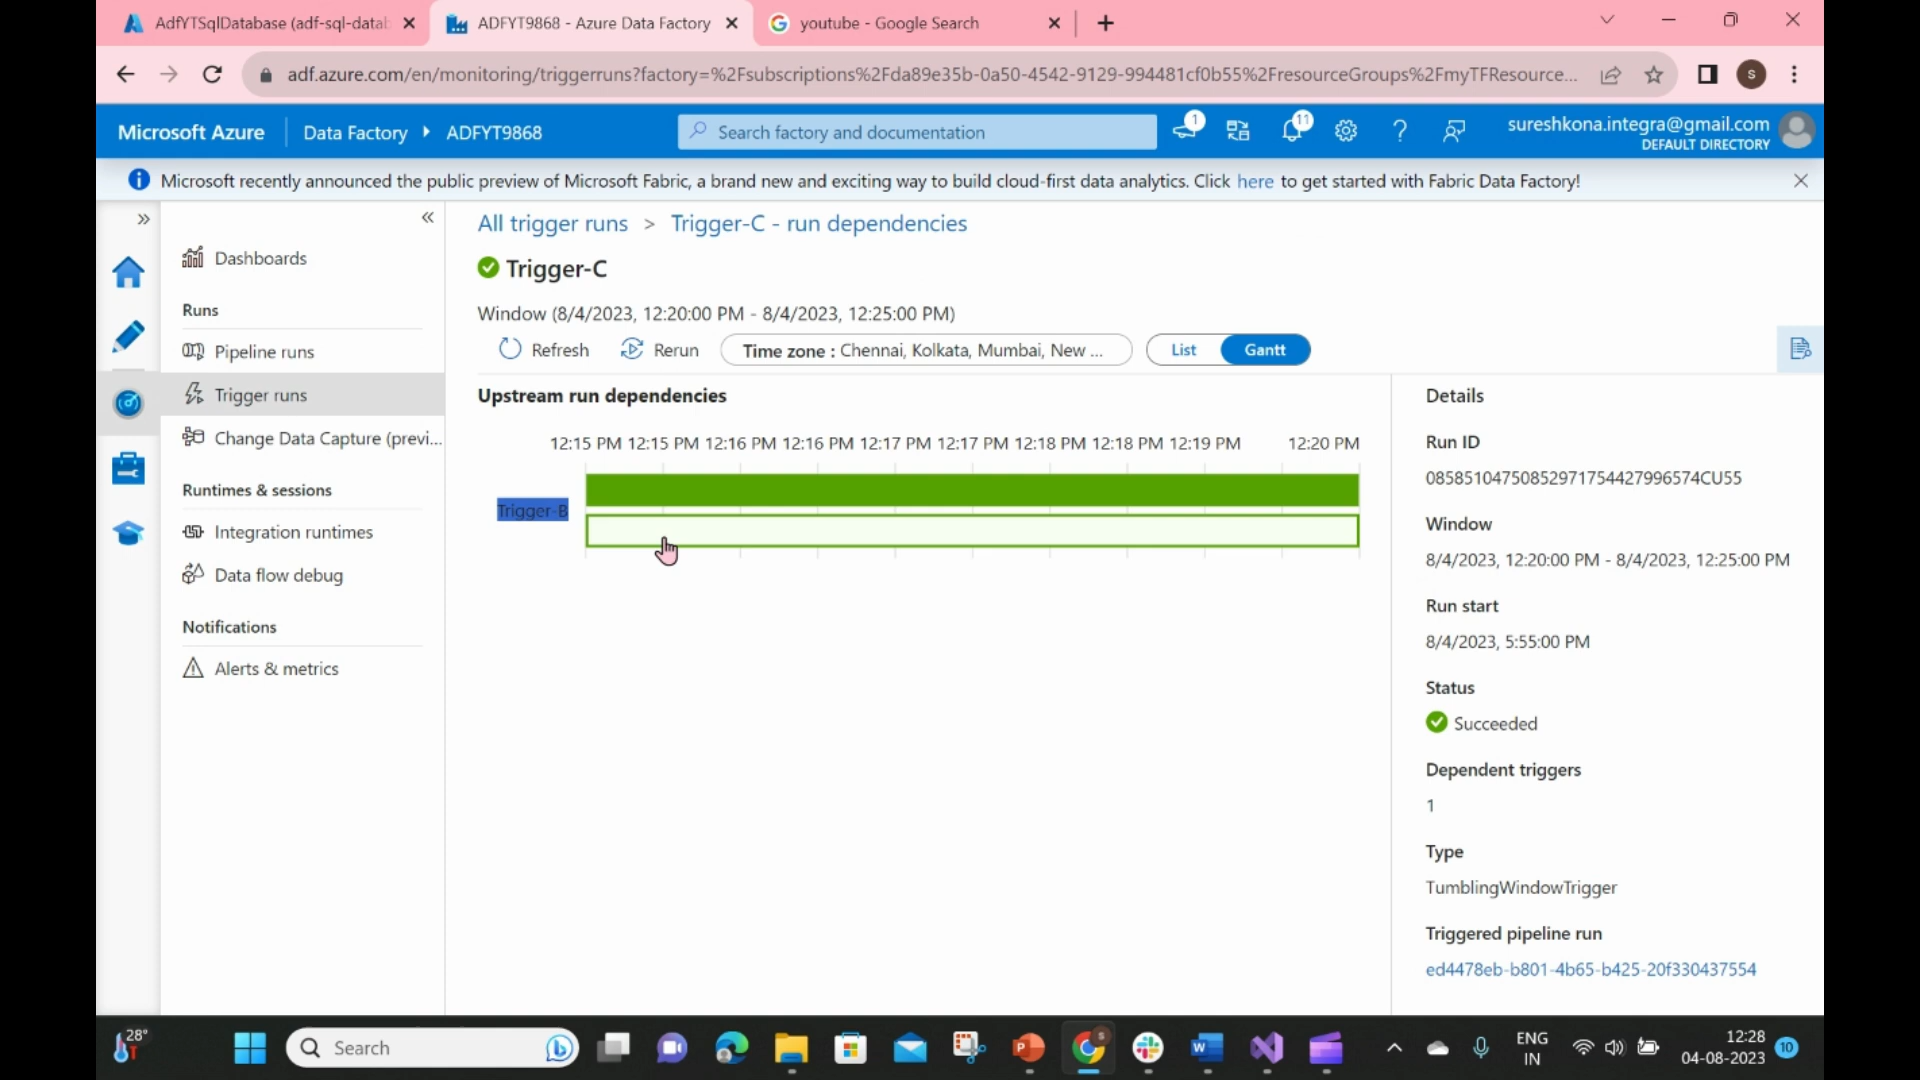 AdfYTSqlDatabase (adf-sql-datab
ADFYT9868 - Azure Data Factory
youtube - Google Search
adf.azure.com/en/monitoring/triggerruns?factory=%2Fsubscriptions%2Fda89e35b-0a50-4542-9129-994481cf0b55%2FresourceGroups%2FmyTFResource...
S
Microsoft Azure
Data Factory
ADFYT9868
Search factory and documentation
1
11
sureshkona.integra@gmail.com
DEFAULT DIRECTORY
Microsoft recently announced the public preview of Microsoft Fabric, a brand new and exciting way to build cloud-first data analytics. Click here to get started with Fabric Data Factory!
Dashboards
Runs
Pipeline runs
Trigger runs
Change Data Capture (previ...
Runtimes & sessions
Integration runtimes
Data flow debug
Notifications
Alerts & metrics
All trigger runs > Trigger-C - run dependencies
Trigger-C
Window (8/4/2023, 12:20:00 PM - 8/4/2023, 12:25:00 PM)
Refresh
Rerun
Time zone : Chennai, Kolkata, Mumbai, New ...
List
Gantt
Upstream run dependencies
12:15 PM 12:15 PM 12:16 PM 12:16 PM 12:17 PM 12:17 PM 12:18 PM 12:18 PM 12:19 PM 12:20 PM
Trigger-B
Details
Run ID
08585104750852971754427996574CU55
Window
8/4/2023, 12:20:00 PM - 8/4/2023, 12:25:00 PM
Run start
8/4/2023, 5:55:00 PM
Status
Succeeded
Dependent triggers
1
Type
TumblingWindowTrigger
Triggered pipeline run
ed4478eb-b801-4b65-b425-20f330437554
28°
Search
ENG
IN
12:28
04-08-2023
10